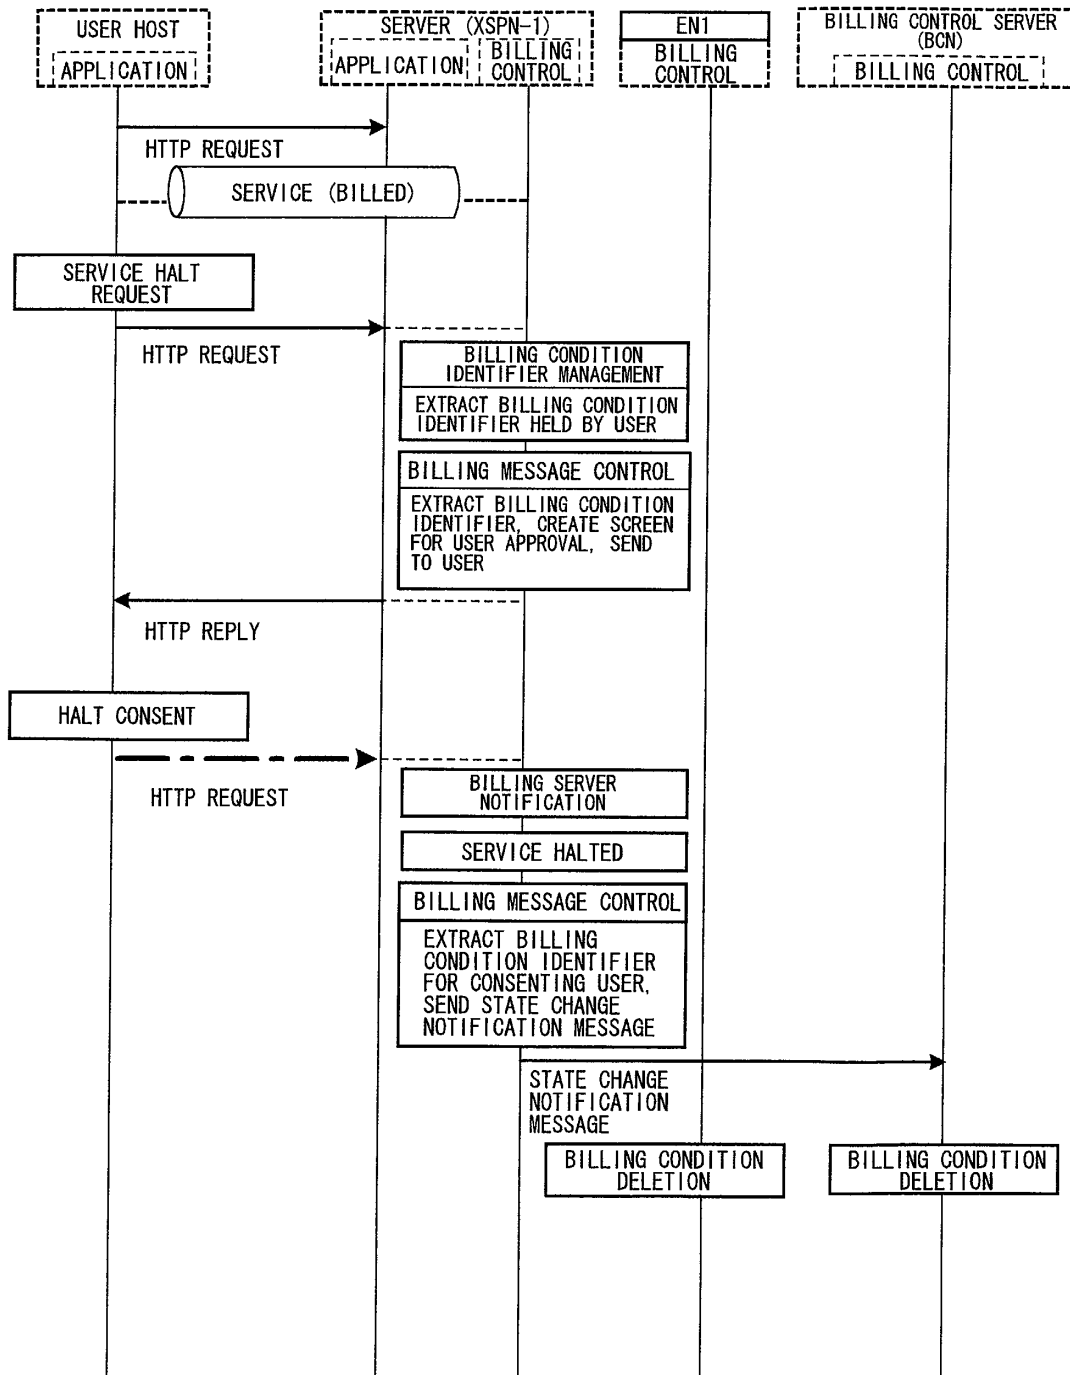 USER HOST
APPLICATION
SERVER (XSPN-1)
APPLICATION
BILLING
CONTROL
EN1
BILLING
CONTROL
BILLING CONTROL SERVER
(BCN)
BILLING CONTROL
HTTP REQUEST
SERVICE (BILLED)
SERVICE HALT
REQUEST
HTTP REQUEST
BILLING CONDITION
IDENTIFIER MANAGEMENT
EXTRACT BILLING CONDITION
IDENTIFIER HELD BY USER
BILLING MESSAGE CONTROL
EXTRACT BILLING CONDITION
IDENTIFIER, CREATE SCREEN
FOR USER APPROVAL, SEND
TO USER
HTTP REPLY
HALT CONSENT
HTTP REQUEST
BILLING SERVER
NOTIFICATION
SERVICE HALTED
BILLING MESSAGE CONTROL
EXTRACT BILLING
CONDITION IDENTIFIER
FOR CONSENTING USER,
SEND STATE CHANGE
NOTIFICATION MESSAGE
STATE CHANGE
NOTIFICATION
MESSAGE
BILLING CONDITION
DELETION
BILLING CONDITION
DELETION